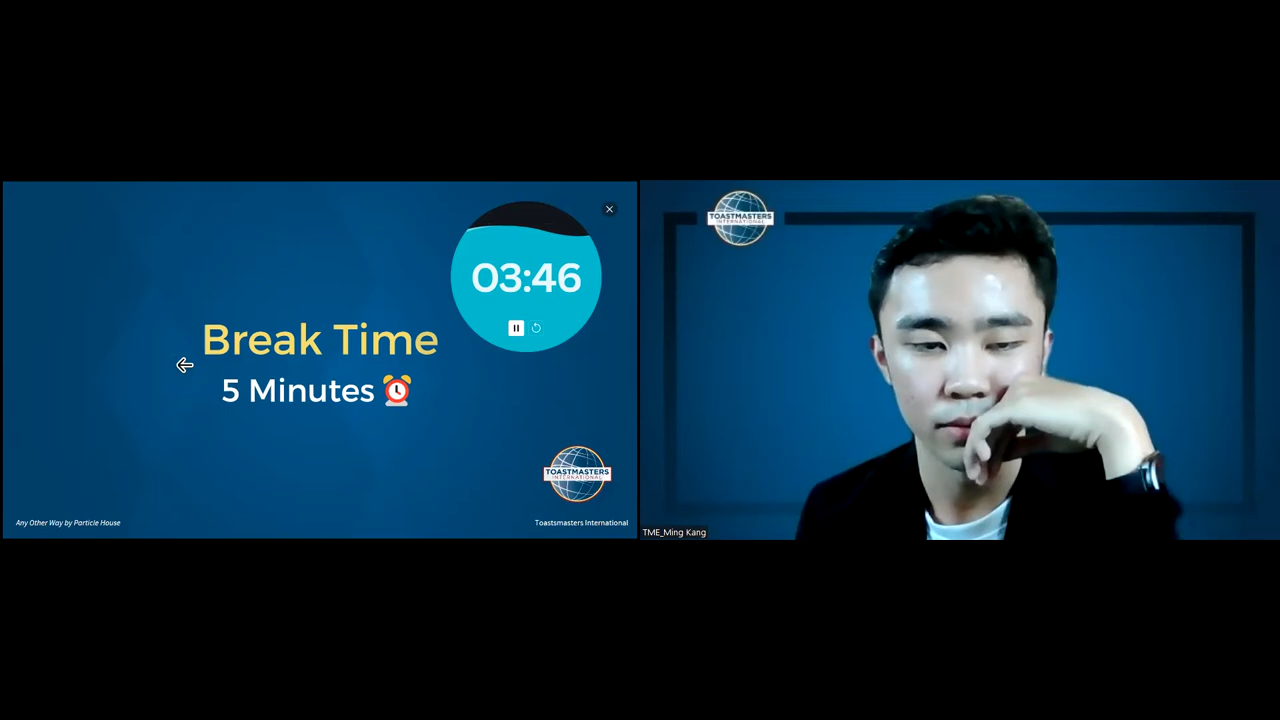 03:46
Break Time
5 Minutes
TOASTMASTERS
INTERNATIONAL
Any Other Way by Particle House
Toastsmasters International
TOASTMASTERS
INTERNATIONAL
TME_Ming Kang